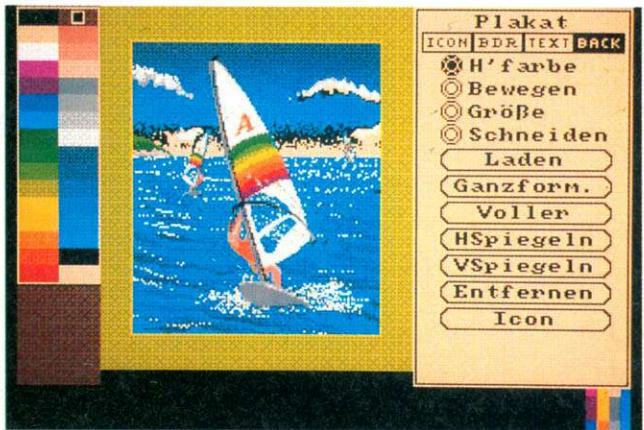 Plakat
ICON BDR TEXT BACK
H'farbe
Bewegen
Größe
Schneiden
Laden
Ganzform.
Voller
HSpiegeln
VSpiegeln
Entfernen
Icon
A